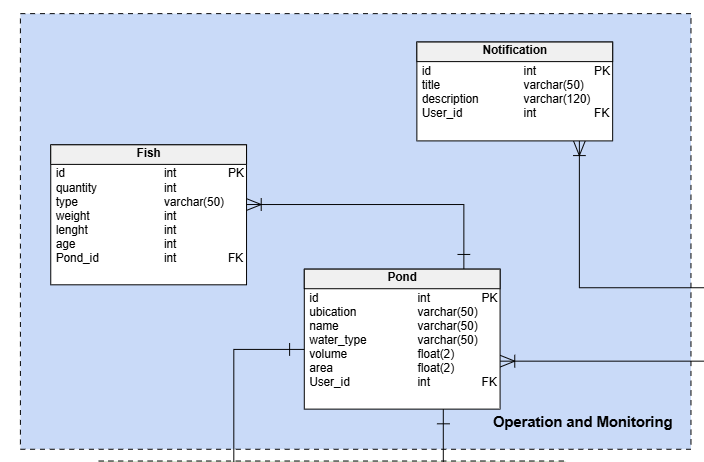 Notification
id int PK
title varchar(50)
description varchar(120)
User_id int FK
Fish
id int PK
quantity int
type varchar(50)
weight int
lenght int
age int
Pond_id int FK
Pond
id int PK
ubication varchar(50)
name varchar(50)
water_type varchar(50)
volume float(2)
area float(2)
User_id int FK
Operation and Monitoring